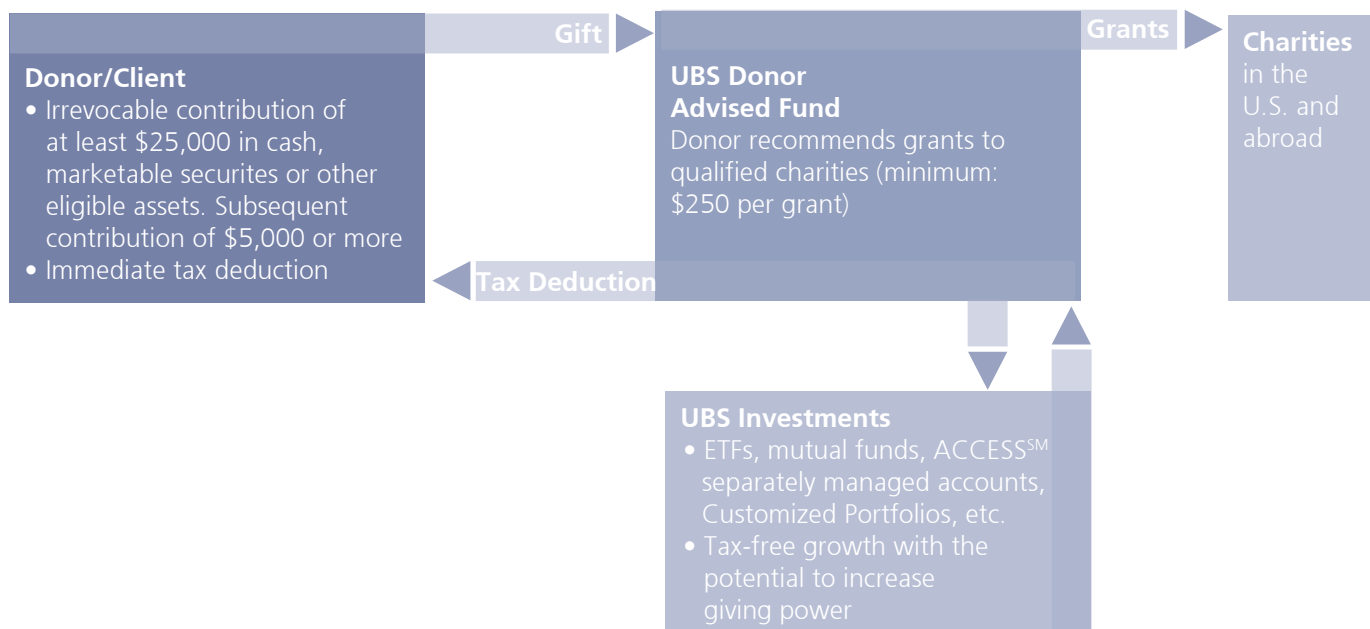 Gift
Grants
Donor/Client
• Irrevocable contribution of
at least $25,000 in cash,
marketable securites or other
eligible assets. Subsequent
contribution of $5,000 or more
• Immediate tax deduction
UBS Donor
Advised Fund
Donor recommends grants to
qualified charities (minimum:
$250 per grant)
Charities
in the
U.S. and
abroad
Tax Deduction
UBS Investments
• ETFs, mutual funds, ACCESS℠
separately managed accounts,
Customized Portfolios, etc.
• Tax-free growth with the
potential to increase
giving power